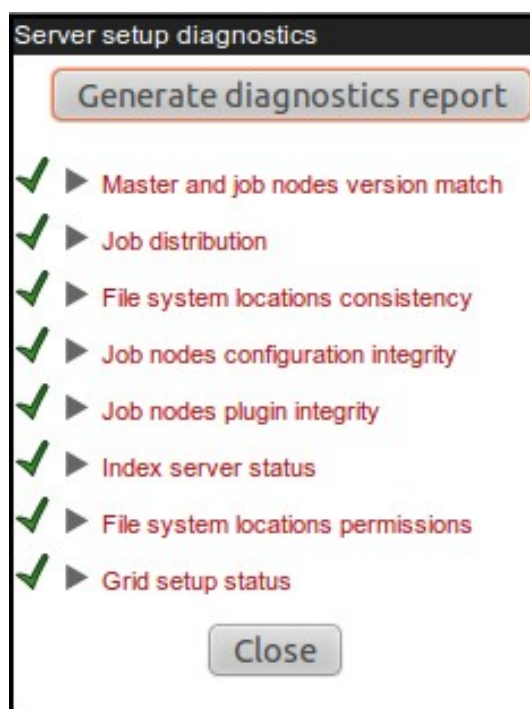 Server setup diagnostics
Generate diagnostics report
Master and job nodes version match
Job distribution
File system locations consistency
Job nodes configuration integrity
Job nodes plugin integrity
Index server status
File system locations permissions
Grid setup status
Close